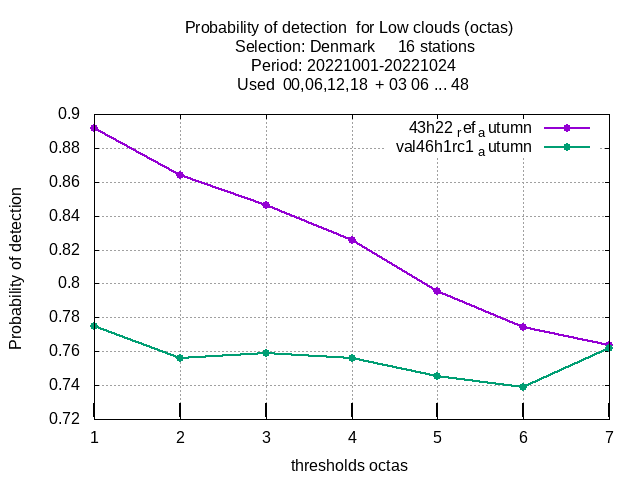 Probability of detection  for Low clouds (octas)
Selection: Denmark     16 stations
Period: 20221001-20221024
Used  00,06,12,18  + 03 06 ... 48
43h22 ref autumn
val46h1rc1 autumn
Probability of detection
0.9
0.88
0.86
0.84
0.82
0.8
0.78
0.76
0.74
0.72
1 2 3 4 5 6 7
thresholds octas